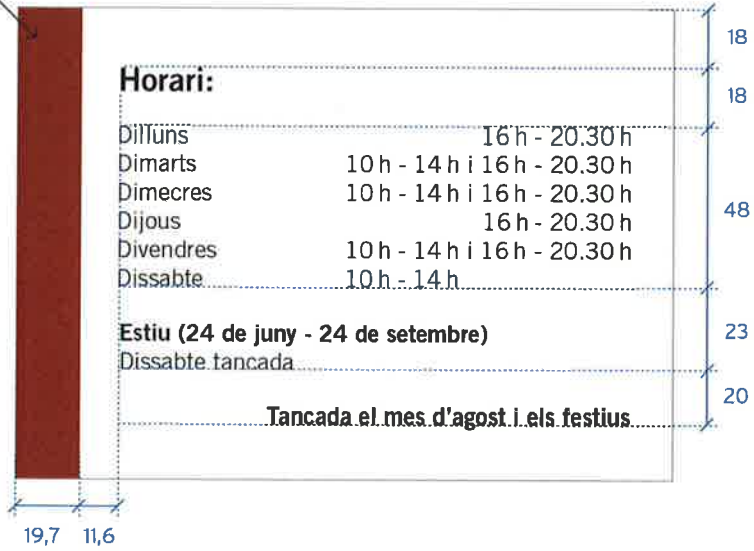 18
Horari:
18
Dilluns 16 h - 20.30 h
Dimarts 10 h - 14 h i 16 h - 20.30 h
Dimecres 10 h - 14 h i 16 h - 20.30 h
Dijous 16 h - 20.30 h
48
Divendres 10 h - 14 h i 16 h - 20.30 h
Dissabte 10 h - 14 h
Estiu (24 de juny - 24 de setembre)
23
Dissabte tancada
20
Tancada el mes d'agost i els festius
19,7 11,6